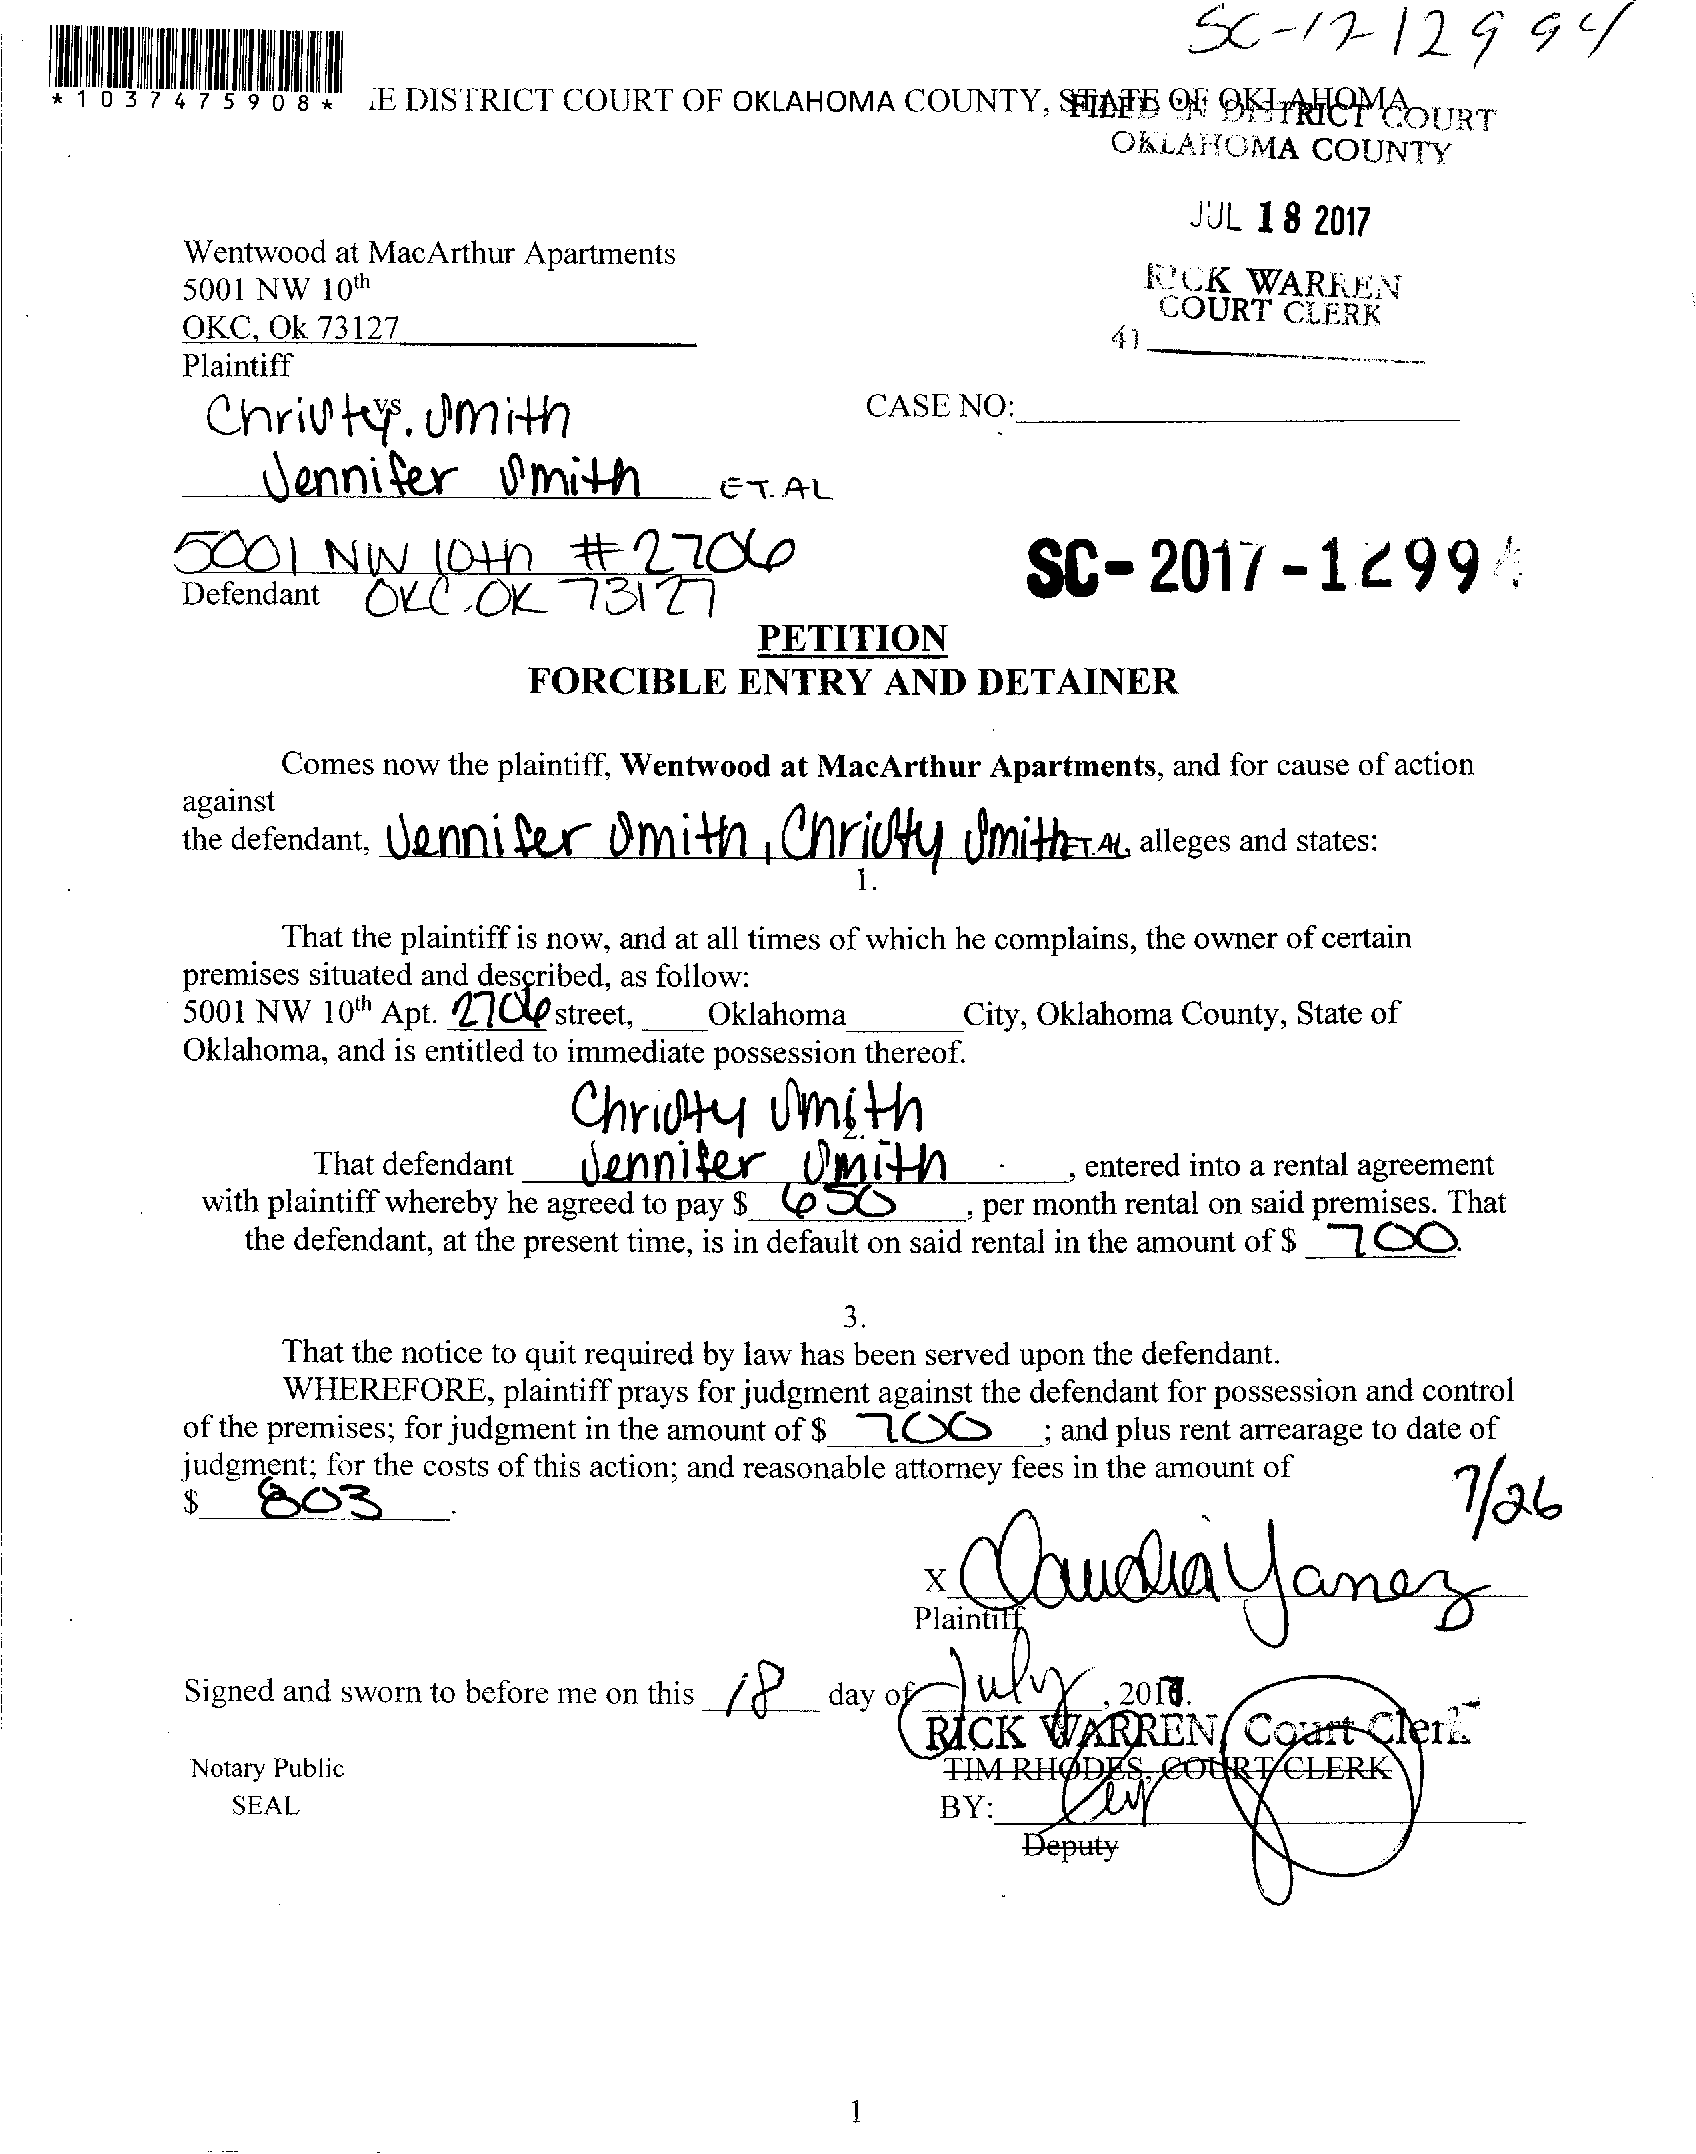 SC-17-12994
*1037475908* .E DISTRICT COURT OF OKLAHOMA COUNTY, STATE OF OKLAHOMA
FILED IN DISTRICT COURT
OKLAHOMA COUNTY
JUL 18 2017
RICK WARREN
COURT CLERK
41
Wentwood at MacArthur Apartments
5001 NW 10th
OKC, Ok 73127
Plaintiff
vs.
Christy Smith
CASE NO:
Jennifer Smith ET. AL
5001 NW 10th #2706
Defendant OKC. OK 73127
SC-2017-1299
PETITION
FORCIBLE ENTRY AND DETAINER
Comes now the plaintiff, Wentwood at MacArthur Apartments, and for cause of action
against
the defendant, Jennifer Smith, Christy Smith ET. AL, alleges and states:
1.
That the plaintiff is now, and at all times of which he complains, the owner of certain
premises situated and described, as follow:
5001 NW 10th Apt. 2706 street, Oklahoma City, Oklahoma County, State of
Oklahoma, and is entitled to immediate possession thereof.
Christy Smith
2.
That defendant Jennifer Smith, entered into a rental agreement
with plaintiff whereby he agreed to pay $ 650, per month rental on said premises. That
the defendant, at the present time, is in default on said rental in the amount of $ 700.
3.
That the notice to quit required by law has been served upon the defendant.
WHEREFORE, plaintiff prays for judgment against the defendant for possession and control
of the premises; for judgment in the amount of $ 700; and plus rent arrearage to date of
judgment; for the costs of this action; and reasonable attorney fees in the amount of
$ 803.
7/26
X Claudia Yanez
Plaintiff
Signed and sworn to before me on this 18 day of July, 2017.
RICK WARREN, Court Clerk
Notary Public
TIM RHODES, COURT CLERK
SEAL
BY:
Deputy
1